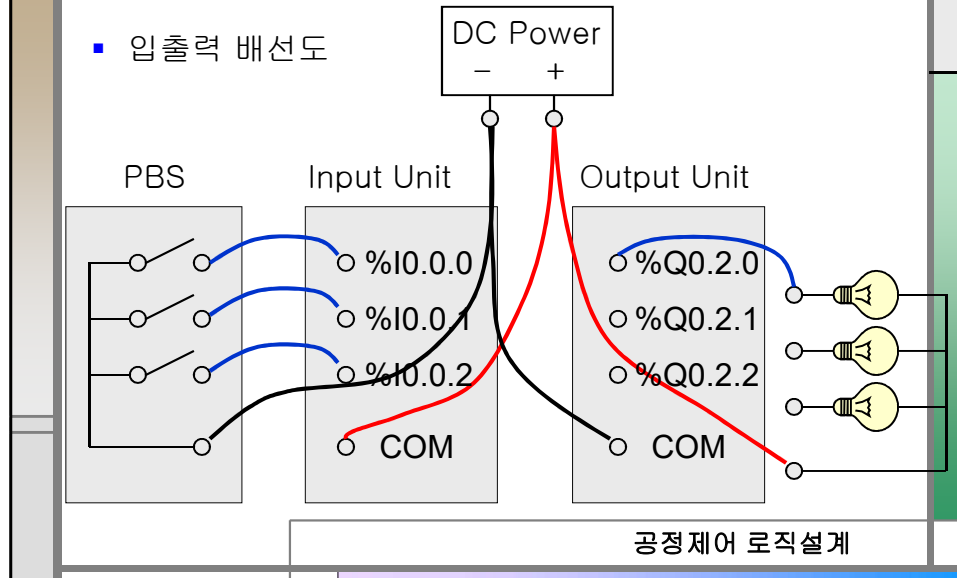 ▪ 입출력 배선도
DC Power
− +
PBS
Input Unit
Output Unit
%I0.0.0
%I0.0.1
%I0.0.2
COM
%Q0.2.0
%Q0.2.1
%Q0.2.2
COM
공정제어 로직설계